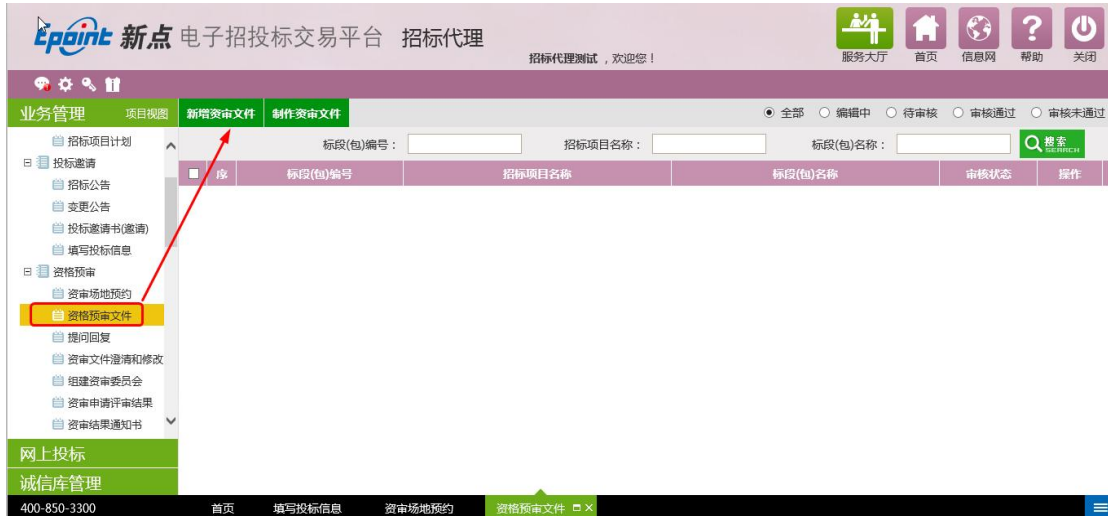 Epoint 新点 电子招投标交易平台 招标代理
招标代理测试 ，欢迎您！
服务大厅 首页 信息网 帮助 关闭
业务管理 项目视图 新增资审文件 制作资审文件 全部 编辑中 待审核 审核通过 审核未通过
标段(包)编号： 招标项目名称： 标段(包)名称： 搜索 SEARCH
序 标段(包)编号 招标项目名称 标段(包)名称 审核状态 操作
招标项目计划
投标邀请
招标公告
变更公告
投标邀请书(邀请)
填写投标信息
资格预审
资审场地预约
资格预审文件
提问回复
资审文件澄清和修改
组建资审委员会
资审申请评审结果
资审结果通知书
网上投标
诚信库管理
400-850-3300 首页 填写投标信息 资审场地预约 资格预审文件